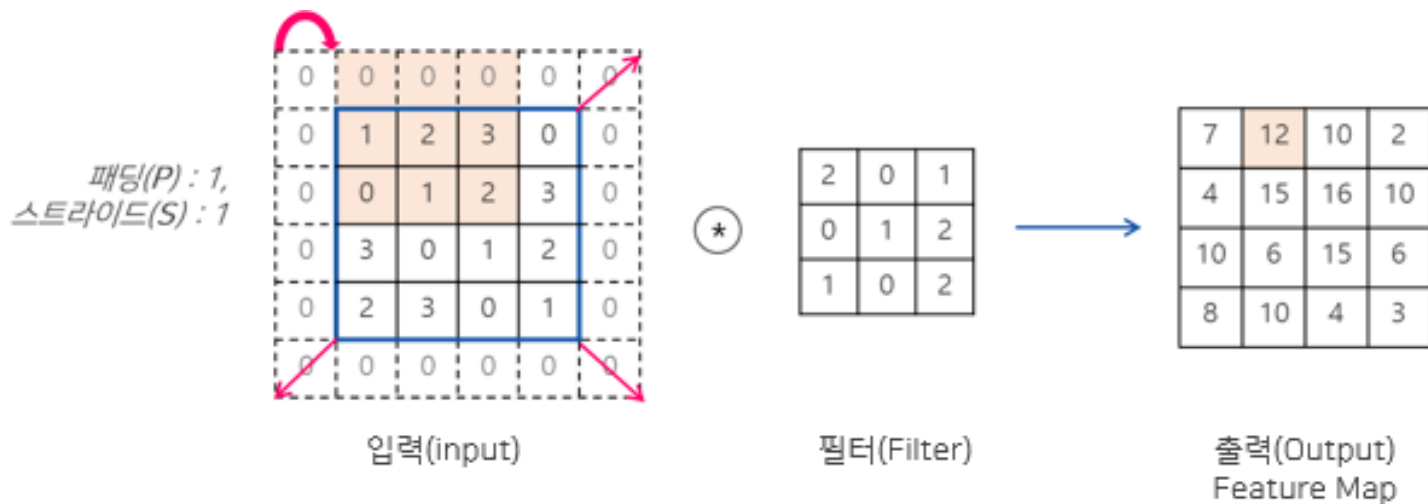 0 0 0 0 0 0
0 1 2 3 0 0
0 0 1 2 3 0
0 3 0 1 2 0
0 2 3 0 1 0
0 0 0 0 0 0
패딩(P) : 1,
스트라이드(S) : 1
*
2 0 1
0 1 2
1 0 2
7 12 10 2
4 15 16 10
10 6 15 6
8 10 4 3
입력(input)
필터(Filter)
출력(Output)
Feature Map